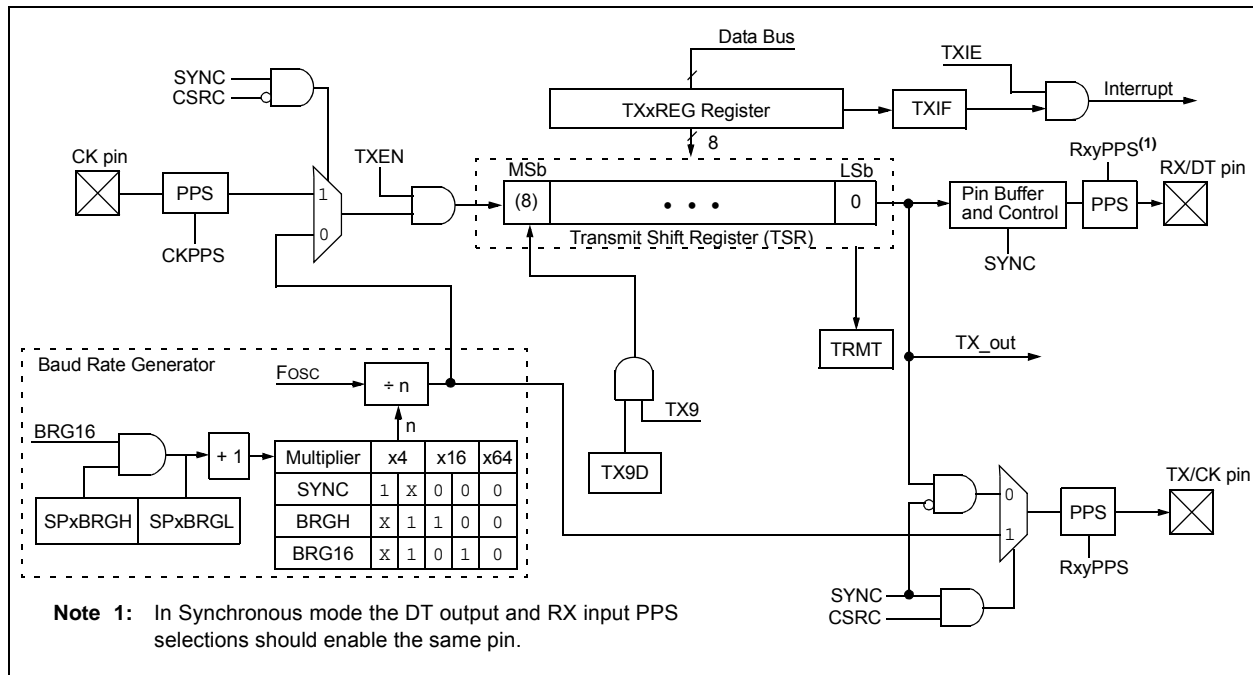 Data Bus
TXIE
SYNC
CSRC
Interrupt
TXxREG Register
TXIF
8
CK pin
TXEN
RxyPPS(1)
RX/DT pin
MSb
LSb
PPS
1
(8)
• • •
0
Pin Buffer
and Control
PPS
0
Transmit Shift Register (TSR)
CKPPS
SYNC
TRMT
TX_out
Baud Rate Generator
FOSC
÷ n
TX9
n
BRG16
+ 1
Multiplier x4 x16 x64
TX9D
TX/CK pin
SYNC 1 X 0 0 0
0
SPxBRGH SPxBRGL
BRGH X 1 1 0 0
PPS
1
BRG16 X 1 0 1 0
RxyPPS
SYNC
CSRC
Note 1: In Synchronous mode the DT output and RX input PPS
selections should enable the same pin.